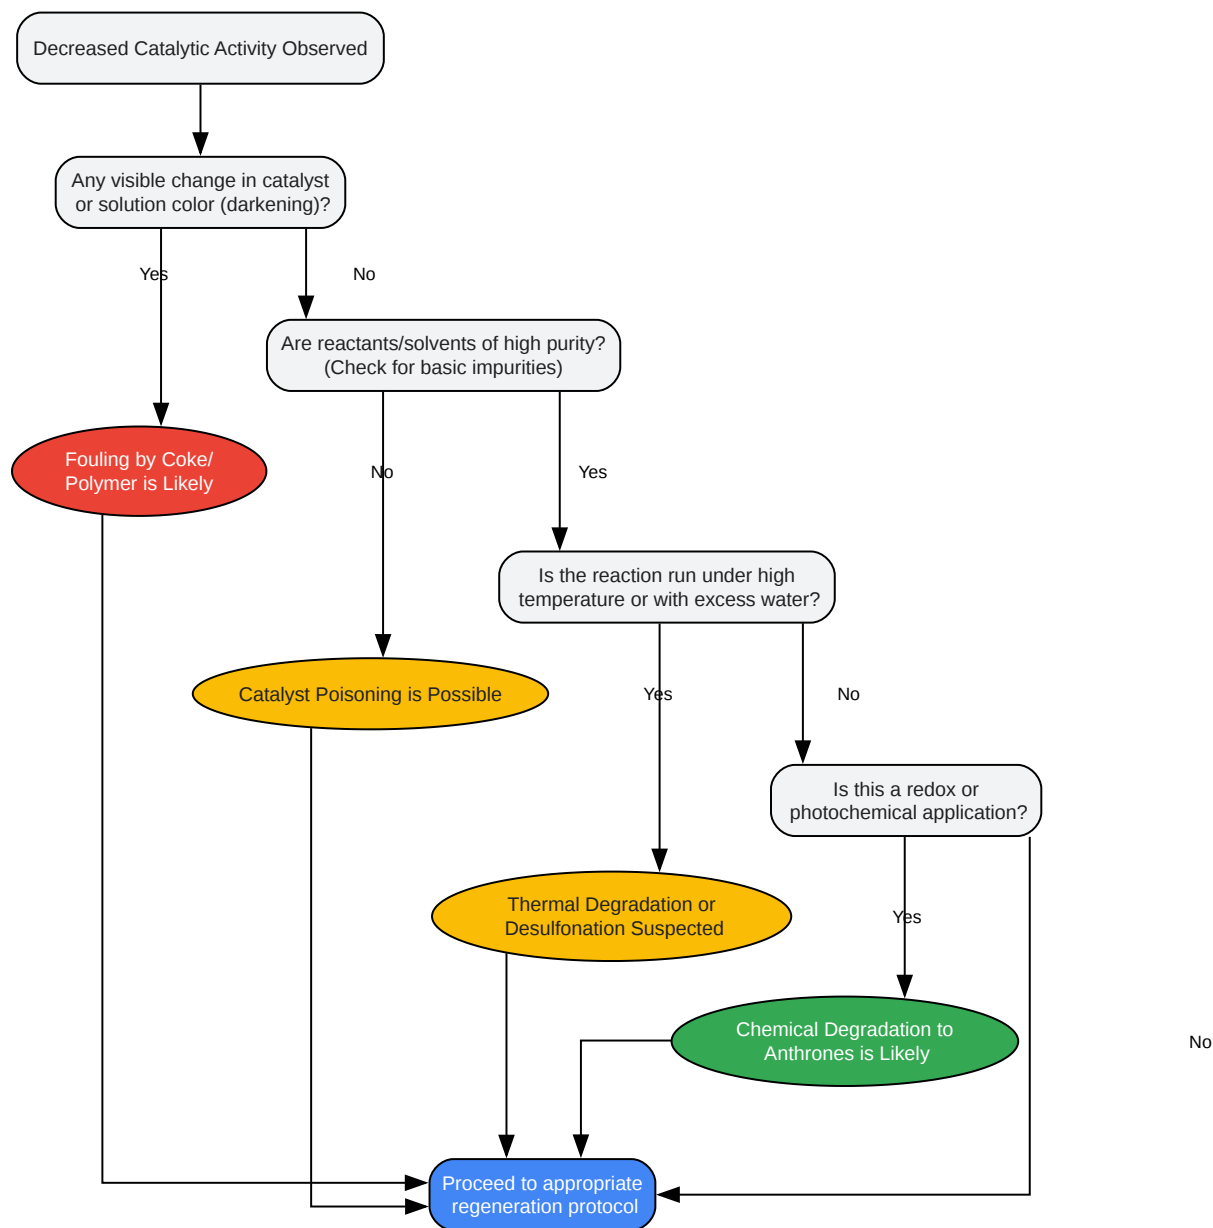 Decreased Catalytic Activity Observed
Any visible change in catalyst
or solution color (darkening)?
Yes
No
Are reactants/solvents of high purity?
(Check for basic impurities)
Fouling by Coke/
Polymer is Likely
No
Yes
Is the reaction run under high
temperature or with excess water?
Catalyst Poisoning is Possible
Yes
No
Is this a redox or
photochemical application?
Thermal Degradation or
Desulfonation Suspected
Yes
Chemical Degradation to
Anthrones is Likely
No
Proceed to appropriate
regeneration protocol